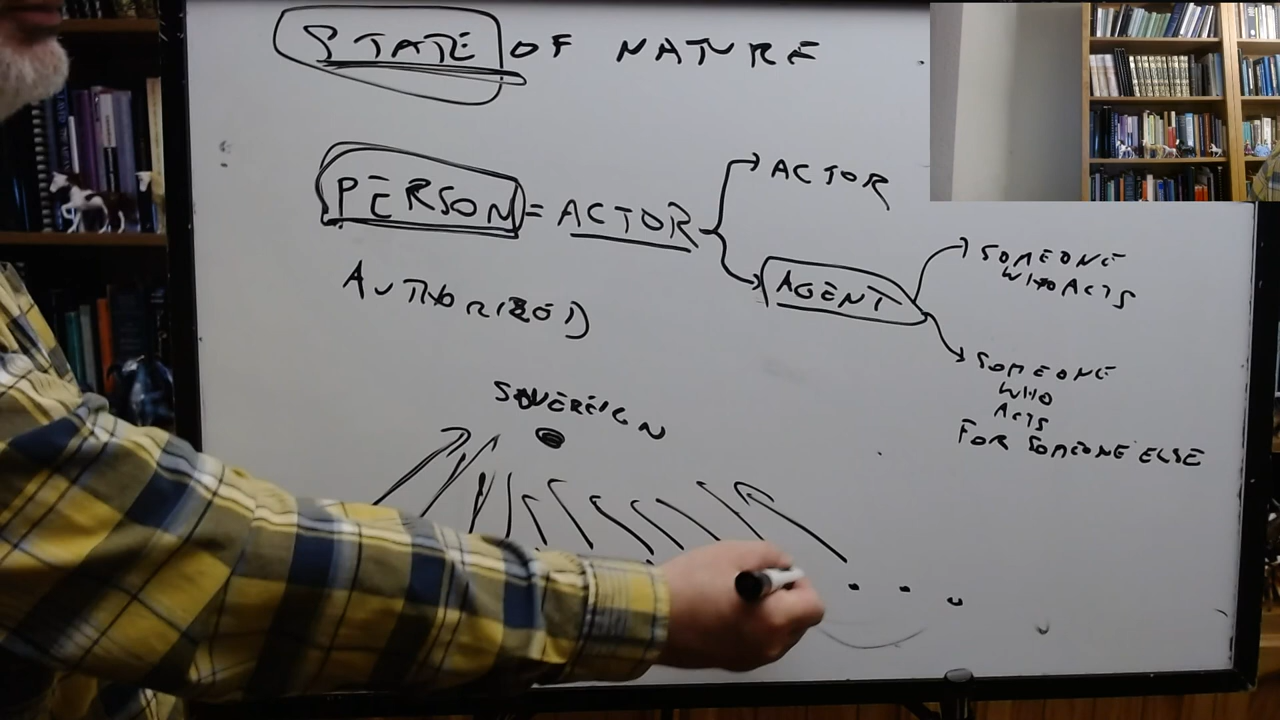 STATE OF NATURE
PERSON = ACTOR
ACTOR
AGENT
SOMEONE
WHO ACTS
SOMEONE
WHO
ACTS
FOR SOMEONE ELSE
AUTHORIZED
SOVEREIGN